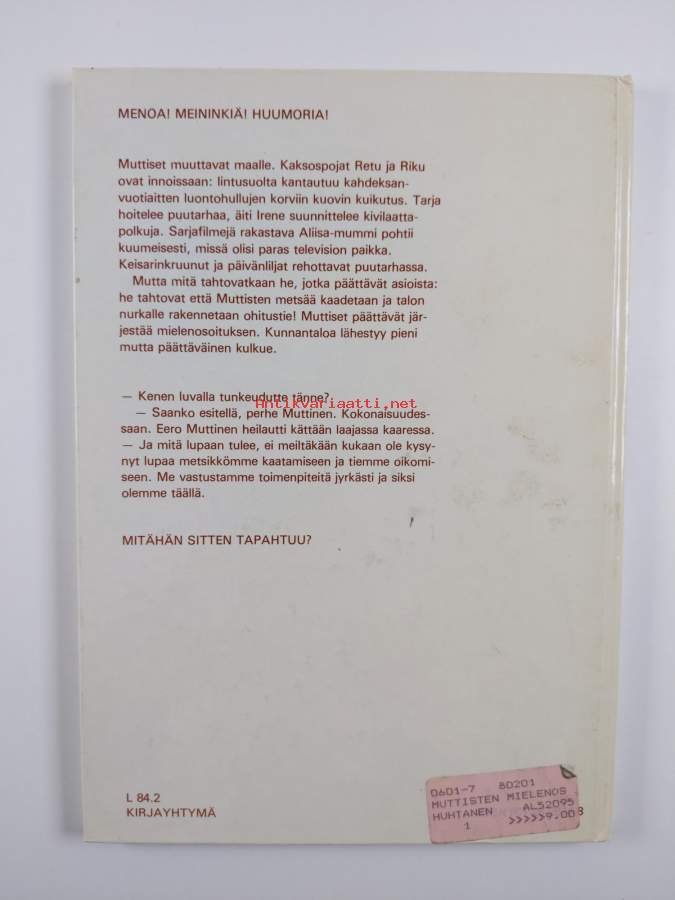 MENOA! MEININKIÄ! HUUMORIA!
Muttiset muuttavat maalle. Kaksospojat Retu ja Riku
ovat innoissaan: lintusuolta kantautuu kahdeksan-
vuotiaitten luontohullujen korviin kuovin kuikutus. Tarja
hoitelee puutarhaa, äiti Irene suunnittelee kivilaatta-
polkuja. Sarjafilmejä rakastava Aliisa-mummi pohtii
kuumeisesti, missä olisi paras television paikka.
Keisarinkruunut ja päivänliljat rehottavat puutarhassa.
Mutta mitä tahtovatkaan he, jotka päättävät asioista:
he tahtovat että Muttisten metsää kaadetaan ja talon
nurkalle rakennetaan ohitustie! Muttiset päättävät jär-
jestää mielenosoituksen. Kunnantaloa lähestyy pieni
mutta päättäväinen kulkue.
— Kenen luvalla tunkeudutte tänne?
Antikvariaatti.net
— Saanko esitellä, perhe Muttinen. Kokonaisuudes-
saan. Eero Muttinen heilautti kättään laajassa kaaressa.
— Ja mitä lupaan tulee, ei meiltäkään kukaan ole kysy-
nyt lupaa metsikkömme kaatamiseen ja tiemme oikomi-
seen. Me vastustamme toimenpiteitä jyrkästi ja siksi
olemme täällä.
MITÄHÄN SITTEN TAPAHTUU?
L 84.2
KIRJAYHTYMÄ
0601-7 80201
MUTTISTEN MIELENOS
HUHTANEN AL52095
1 >>>>>9.00